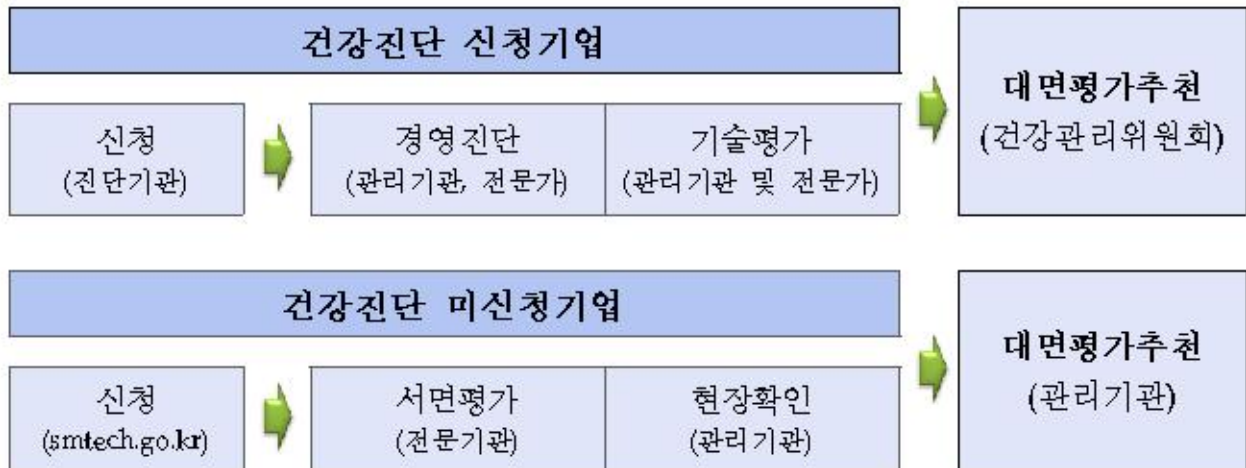 건강진단 신청기업
신청
(진단기관)
경영진단
(관리기관, 전문가)
기술평가
(관리기관 및 전문가)
대면평가추천
(건강관리위원회)
건강진단 미신청기업
신청
(smtech.go.kr)
서면평가
(전문기관)
현장확인
(관리기관)
대면평가추천
(관리기관)